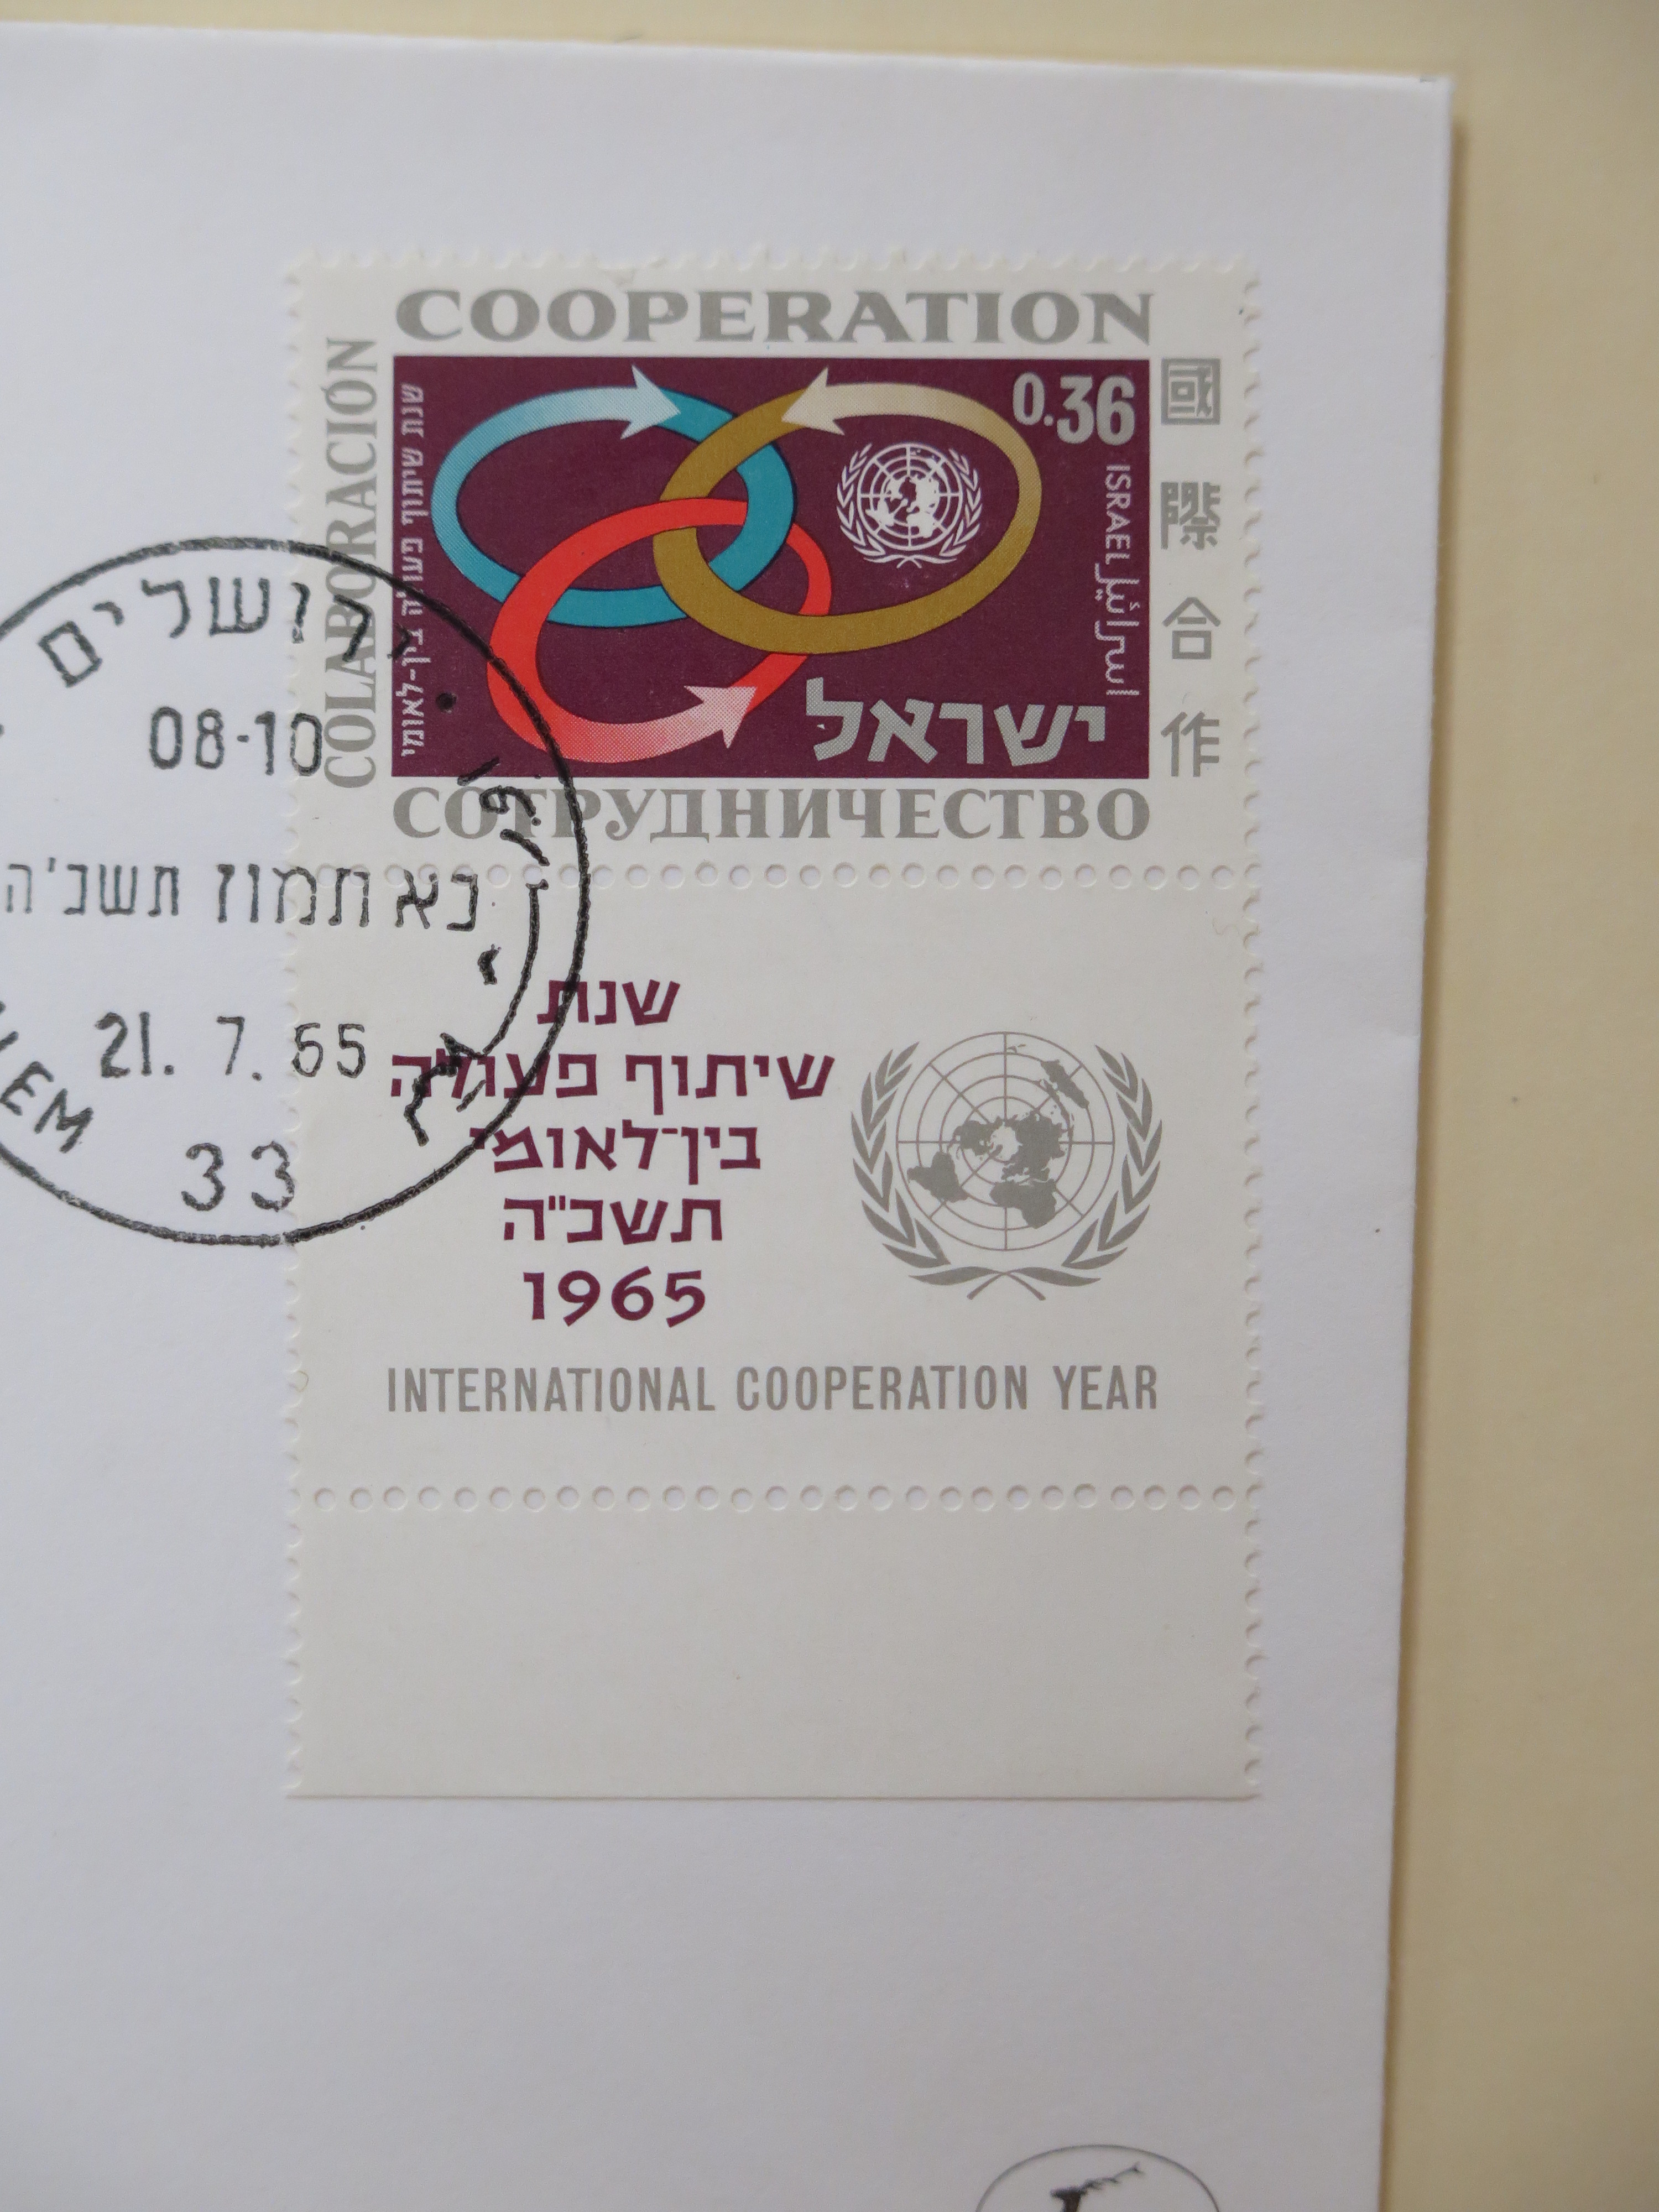 COOPERATION
COLABORACIÓN
שנת שיתוף פעולה בין-לאומי
0.36
ISRAEL
اسرائيل
國際合作
ישראל
СОТРУДНИЧЕСТВО
ירושלים
08-10
כא תמוז תשכ'ה
21. 7. 65
33
שנת
שיתוף פעולה
בין־לאומי
תשכ"ה
1965
INTERNATIONAL COOPERATION YEAR